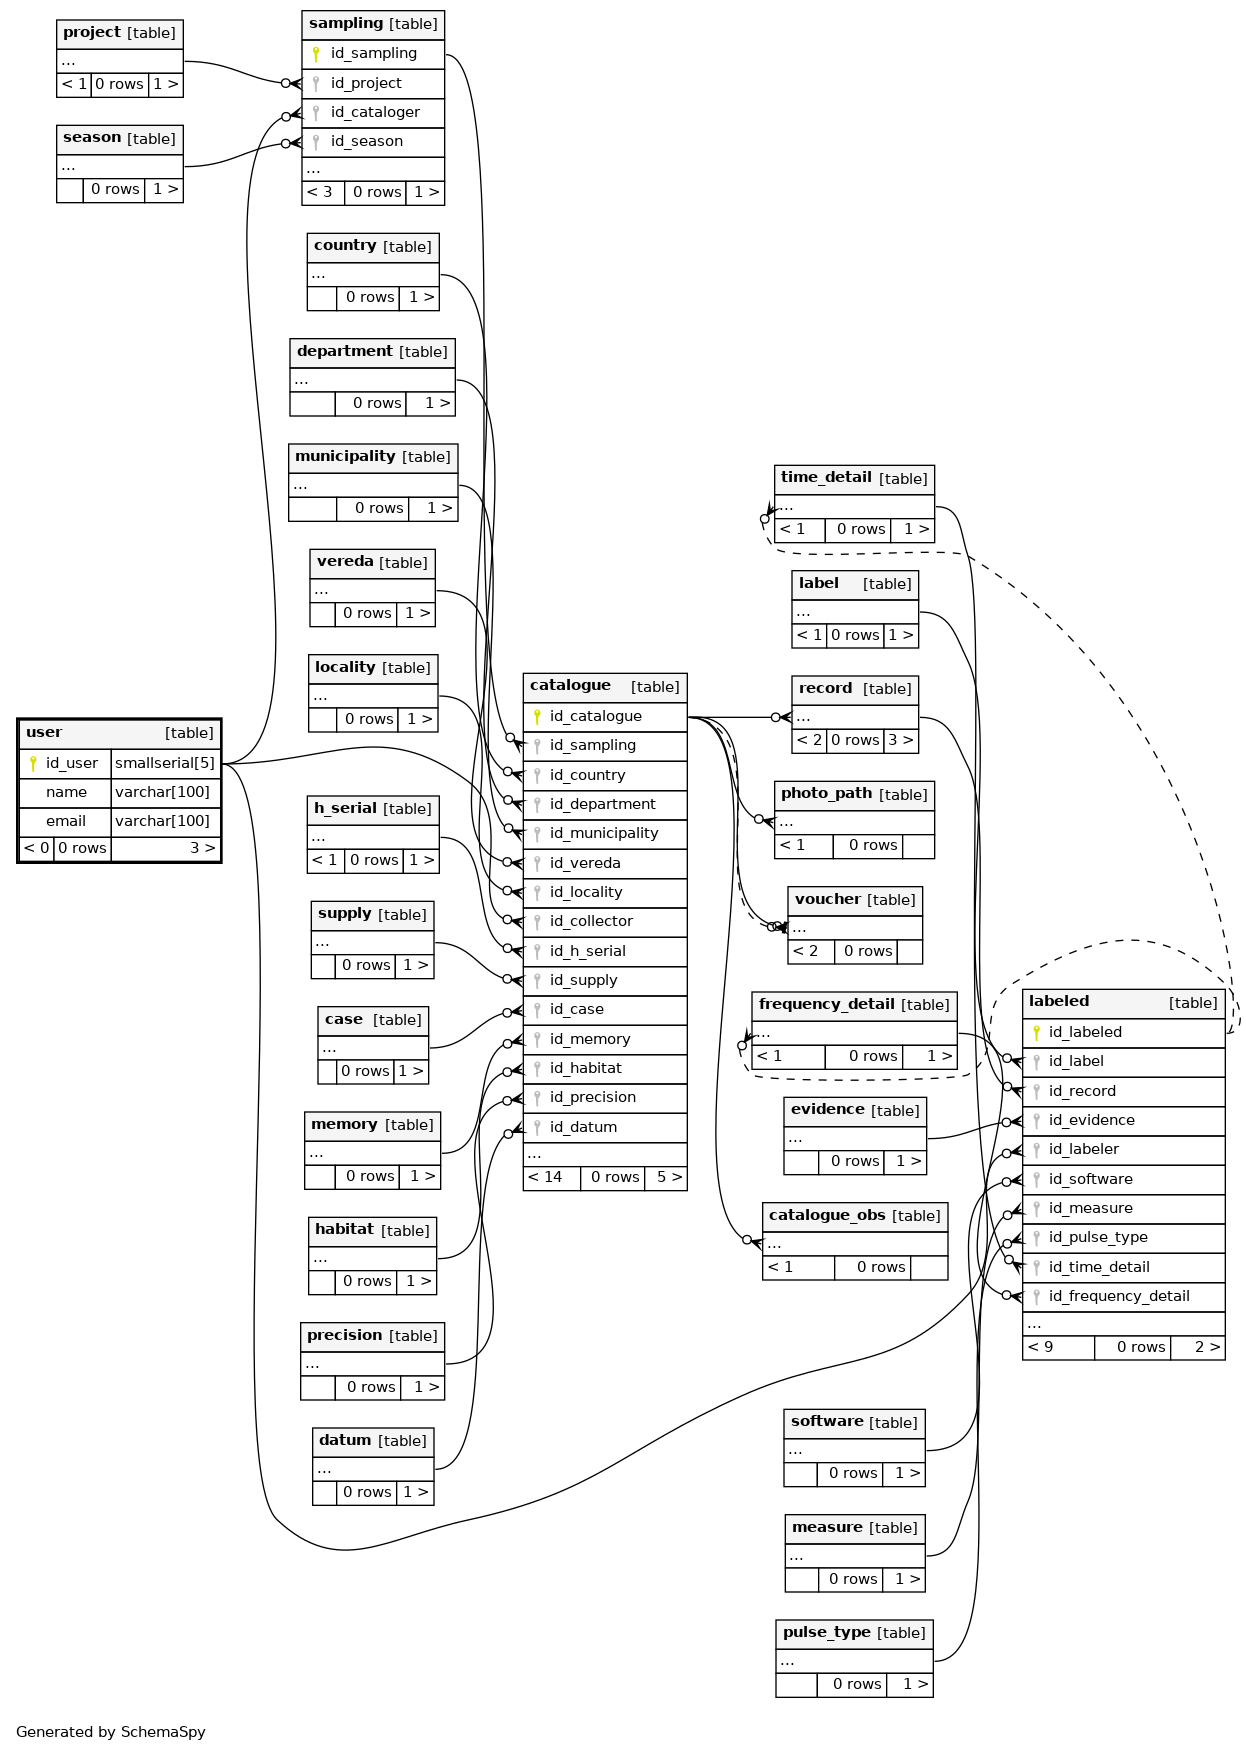 project [table]
...
< 1 0 rows 1 >
season [table]
...
0 rows 1 >
sampling [table]
id_sampling
id_project
id_cataloger
id_season
...
< 3 0 rows 1 >
country [table]
...
0 rows 1 >
department [table]
...
0 rows 1 >
municipality [table]
...
0 rows 1 >
vereda [table]
...
0 rows 1 >
locality [table]
...
0 rows 1 >
user [table]
id_user smallserial[5]
name varchar[100]
email varchar[100]
< 0 0 rows 3 >
h_serial [table]
...
< 1 0 rows 1 >
supply [table]
...
0 rows 1 >
case [table]
...
0 rows 1 >
memory [table]
...
0 rows 1 >
habitat [table]
...
0 rows 1 >
precision [table]
...
0 rows 1 >
datum [table]
...
0 rows 1 >
catalogue [table]
id_catalogue
id_sampling
id_country
id_department
id_municipality
id_vereda
id_locality
id_collector
id_h_serial
id_supply
id_case
id_memory
id_habitat
id_precision
id_datum
...
< 14 0 rows 5 >
time_detail [table]
...
< 1 0 rows 1 >
label [table]
...
< 1 0 rows 1 >
record [table]
...
< 2 0 rows 3 >
photo_path [table]
...
< 1 0 rows
voucher [table]
...
< 2 0 rows
frequency_detail [table]
...
< 1 0 rows 1 >
evidence [table]
...
0 rows 1 >
catalogue_obs [table]
...
< 1 0 rows
labeled [table]
id_labeled
id_label
id_record
id_evidence
id_labeler
id_software
id_measure
id_pulse_type
id_time_detail
id_frequency_detail
...
< 9 0 rows 2 >
software [table]
...
0 rows 1 >
measure [table]
...
0 rows 1 >
pulse_type [table]
...
0 rows 1 >
Generated by SchemaSpy